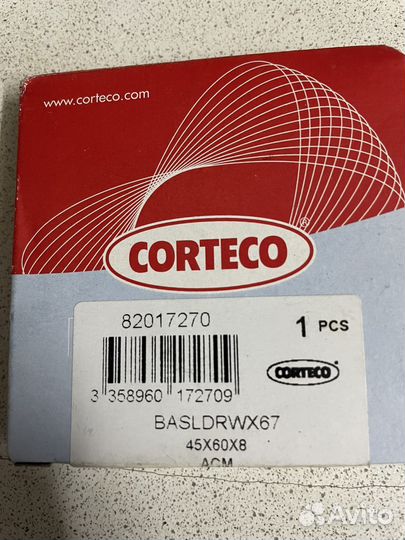 www.corteco.com
CORTECO
®
82017270
1 PCS
CORTECO
3 358960 172709
BASLDRWX67
45X60X8
ACM
Avito